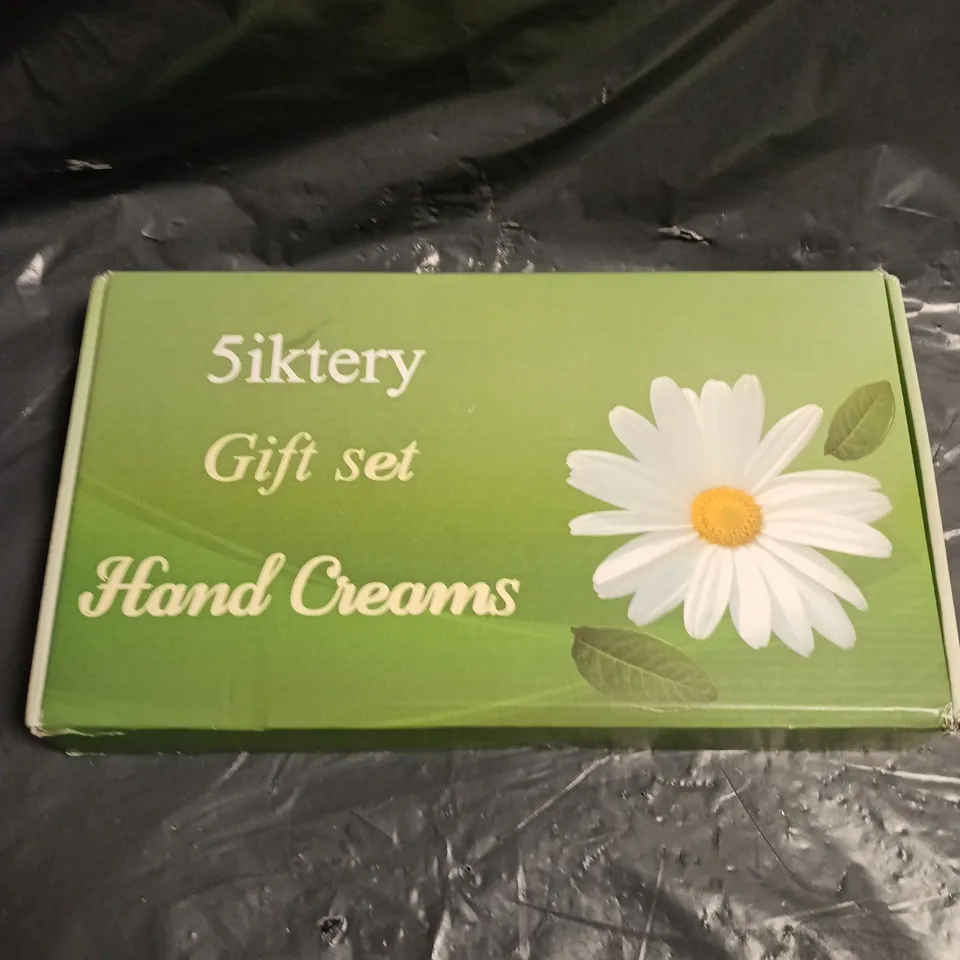 5iktery
Gift set
Hand Creams